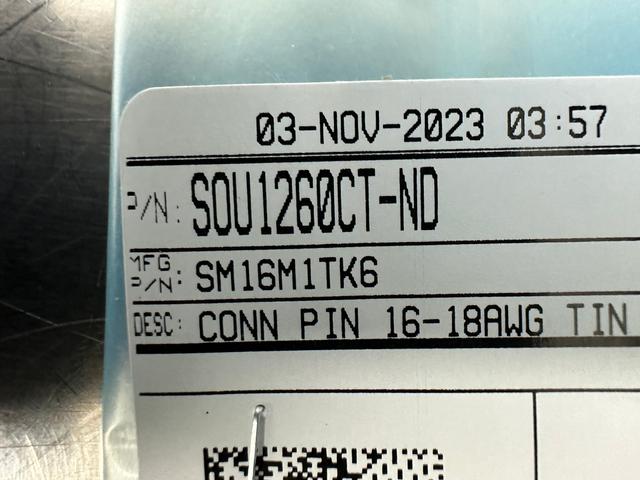 03-NOV-2023 03:57
P/N: SOU1260CT-ND
MFG
P/N: SM16M1TK6
DESC: CONN PIN 16-18AWG TIN